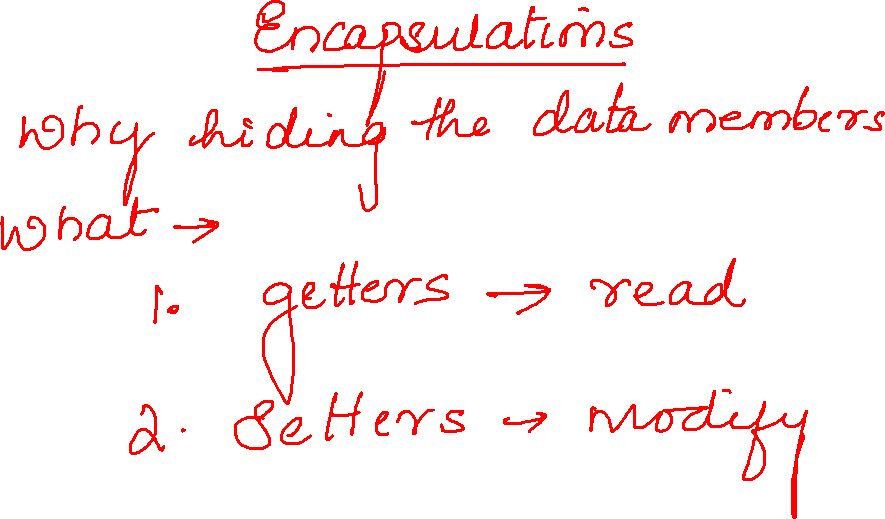 Encapsulations
Why hiding the data members
What →
1. getters → read
2. Setters → Modify